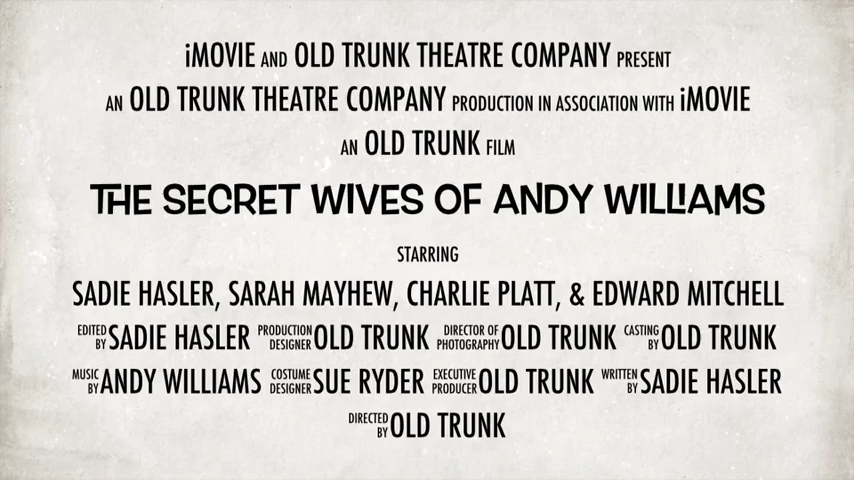 iMOVIE AND OLD TRUNK THEATRE COMPANY PRESENT
AN OLD TRUNK THEATRE COMPANY PRODUCTION IN ASSOCIATION WITH iMOVIE
AN OLD TRUNK FILM
THE SECRET WIVES OF ANDY WILLIAMS
STARRING
SADIE HASLER, SARAH MAYHEW, CHARLIE PLATT, & EDWARD MITCHELL
EDITED BY SADIE HASLER PRODUCTION DESIGNER OLD TRUNK DIRECTOR OF PHOTOGRAPHY OLD TRUNK CASTING BY OLD TRUNK
MUSIC BY ANDY WILLIAMS COSTUME DESIGNER SUE RYDER EXECUTIVE PRODUCER OLD TRUNK WRITTEN BY SADIE HASLER
DIRECTED BY OLD TRUNK